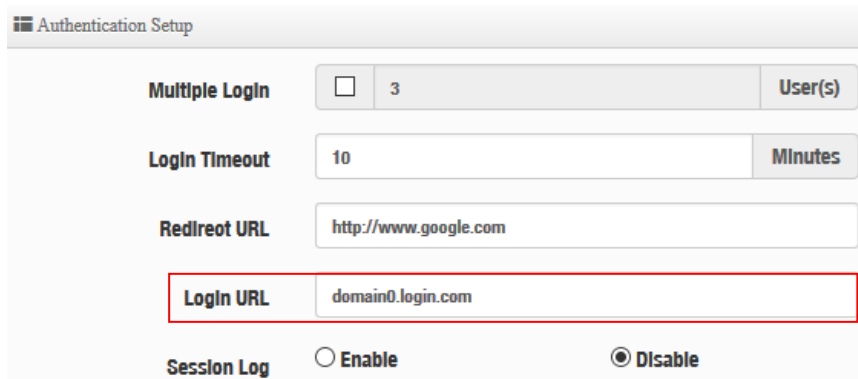 Authentication Setup
Multiple Login 3 User(s)
Login Timeout 10 Minutes
Redireot URL http://www.google.com
Login URL domain0.login.com
Session Log Enable Disable